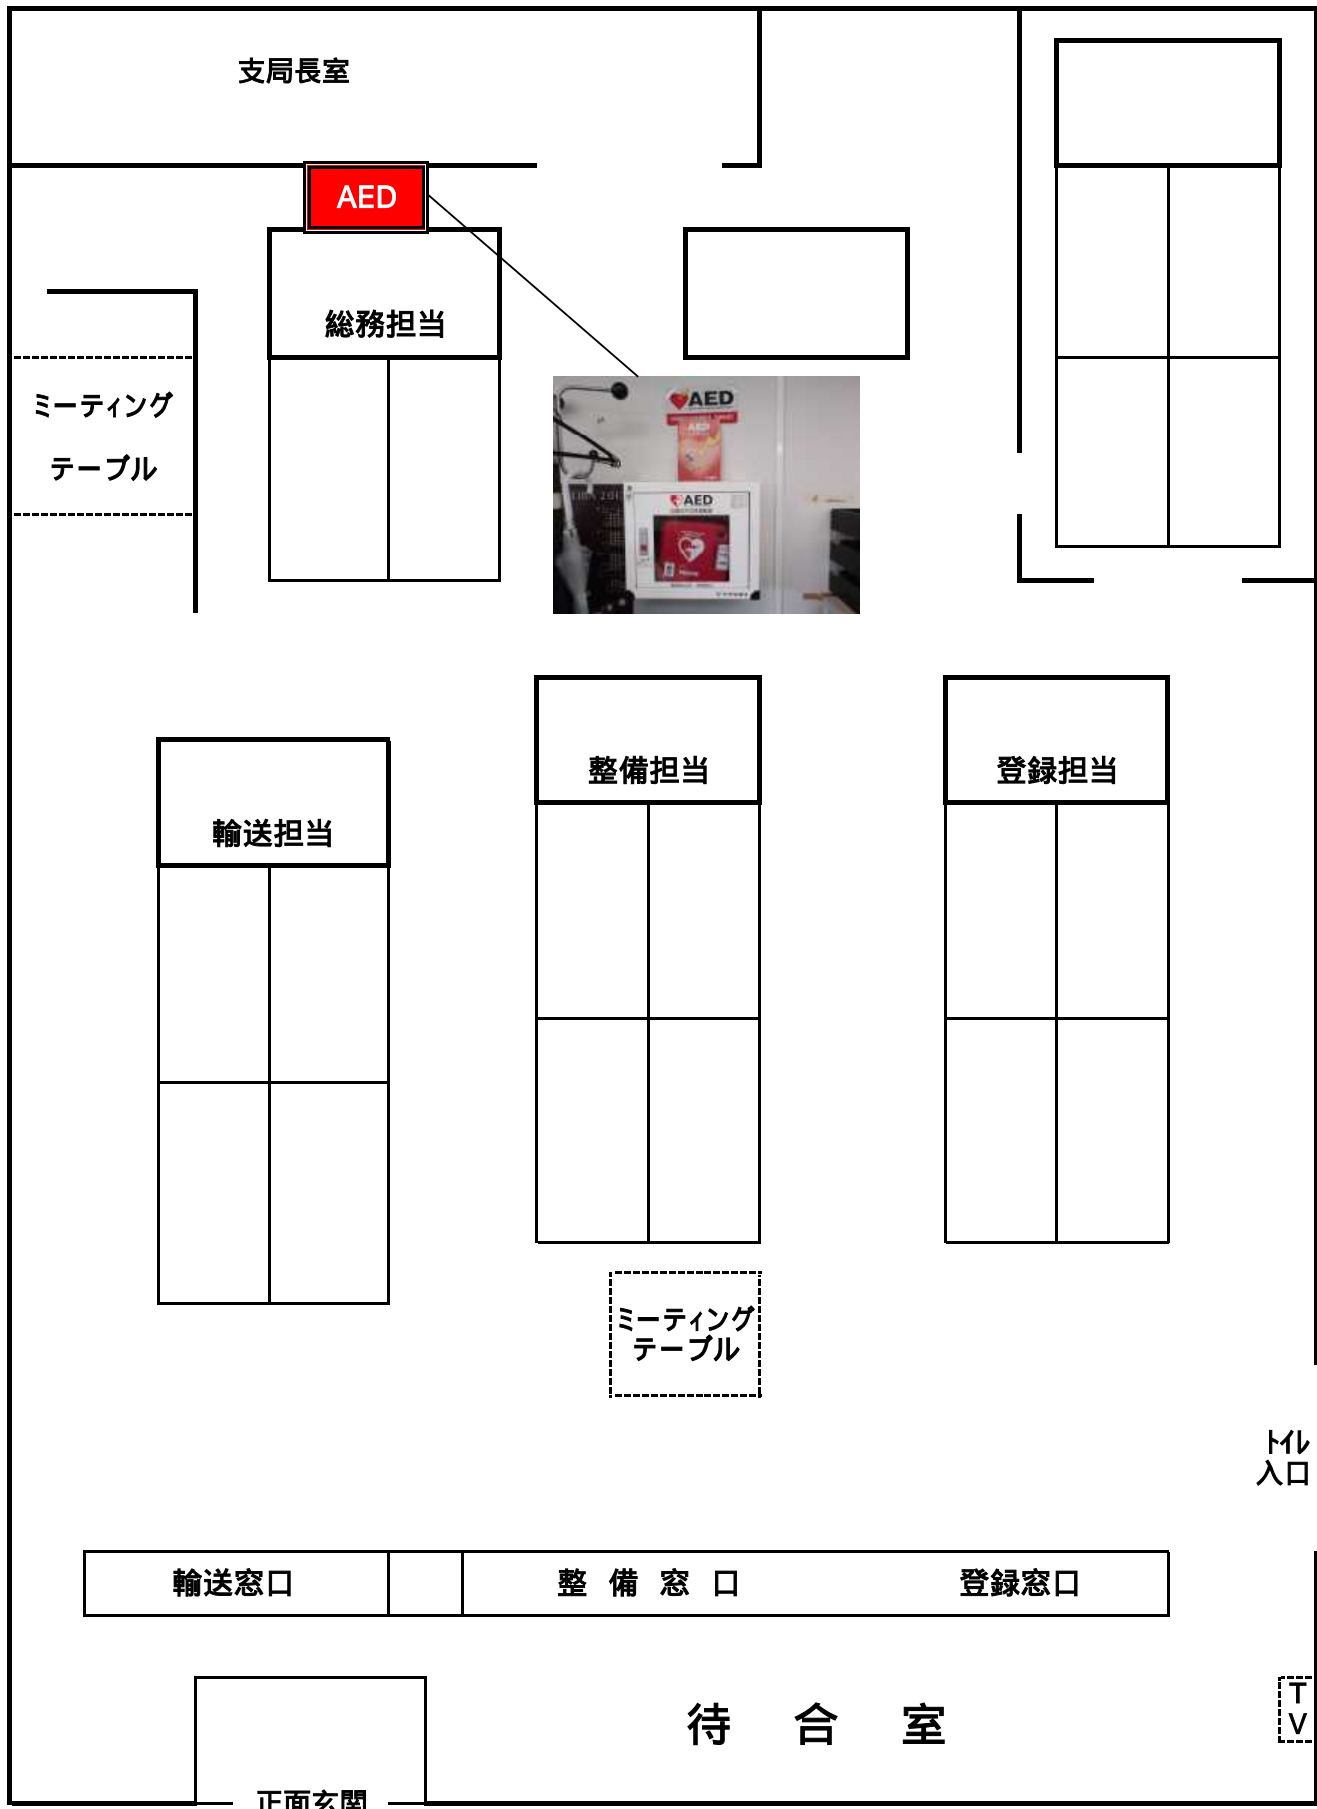 支局長室
AED
総務担当
ミーティング
テーブル
AED
AED
AED
整備担当
登録担当
輸送担当
ミーティング
テーブル
トイレ
入口
輸送窓口
整備窓口
登録窓口
待合室
TV
正面玄関